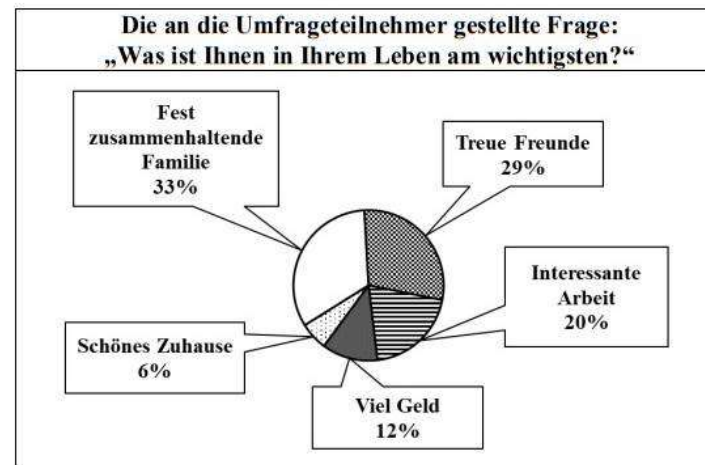 Die an die Umfrageteilnehmer gestellte Frage:
„Was ist Ihnen in Ihrem Leben am wichtigsten?“
Fest
zusammenhaltende
Familie
33%
Treue Freunde
29%
Interessante
Arbeit
20%
Schönes Zuhause
6%
Viel Geld
12%